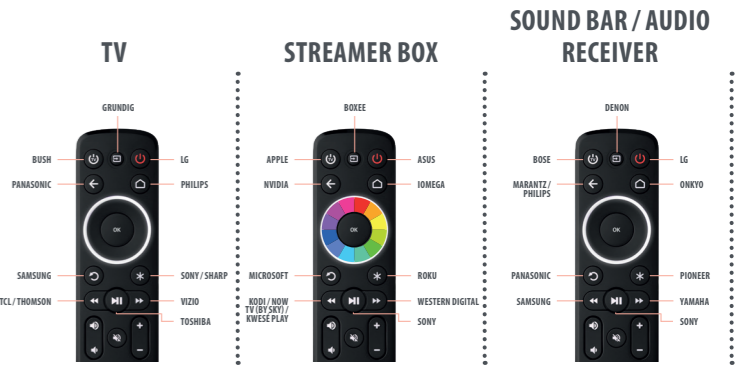 TV
GRUNDIG
BUSH
LG
PANASONIC
PHILIPS
OK
SAMSUNG
SONY / SHARP
TCL / THOMSON
VIZIO
TOSHIBA
STREAMER BOX
BOXEE
APPLE
ASUS
NVIDIA
IOMEGA
OK
MICROSOFT
ROKU
KODI / NOW
TV (BY SKY) /
KWESÉ PLAY
WESTERN DIGITAL
SONY
SOUND BAR / AUDIO
RECEIVER
DENON
BOSE
LG
MARANTZ /
PHILIPS
ONKYO
OK
PANASONIC
PIONEER
SAMSUNG
YAMAHA
SONY